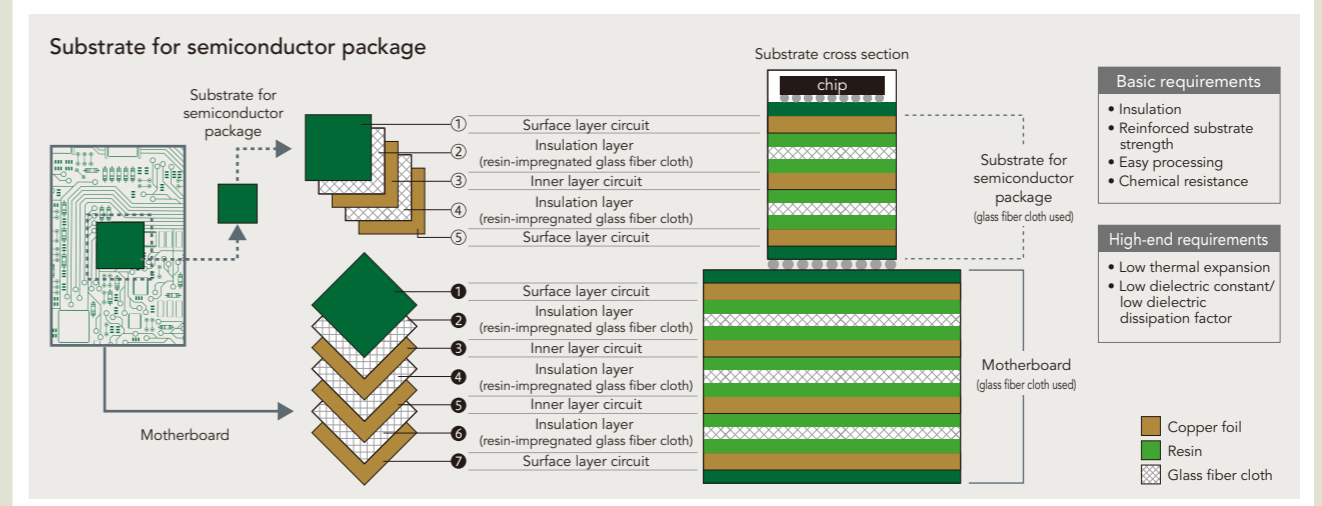 Substrate for semiconductor package
Substrate for
semiconductor
package
Motherboard
① Surface layer circuit
② Insulation layer
(resin-impregnated glass fiber cloth)
③ Inner layer circuit
④ Insulation layer
(resin-impregnated glass fiber cloth)
⑤ Surface layer circuit
❶ Surface layer circuit
❷ Insulation layer
(resin-impregnated glass fiber cloth)
❸ Inner layer circuit
❹ Insulation layer
(resin-impregnated glass fiber cloth)
❺ Inner layer circuit
❻ Insulation layer
(resin-impregnated glass fiber cloth)
❼ Surface layer circuit
Substrate cross section
chip
Substrate for
semiconductor
package
(glass fiber cloth used)
Motherboard
(glass fiber cloth used)
Basic requirements
• Insulation
• Reinforced substrate
strength
• Easy processing
• Chemical resistance
High-end requirements
• Low thermal expansion
• Low dielectric constant/
low dielectric
dissipation factor
Copper foil
Resin
Glass fiber cloth